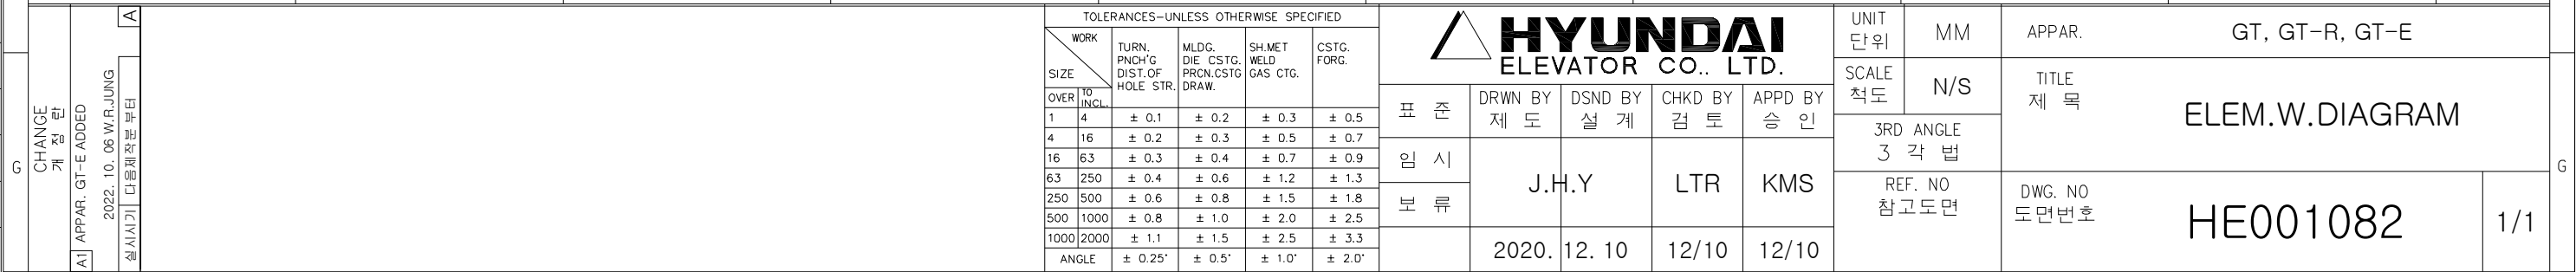 G
CHANGE
개 정 란
A1 APPAR. GT-E ADDED
2022. 10. 06 W.R.JUNG
실시시기 다음제작분 부터
A
TOLERANCES-UNLESS OTHERWISE SPECIFIED
WORK
SIZE
OVER TO INCL.
TURN.
PNCH'G
DIST.OF
HOLE STR.
MLDG.
DIE CSTG.
PRCN.CSTG
DRAW.
SH.MET
WELD
GAS CTG.
CSTG.
FORG.
1 4 ± 0.1 ± 0.2 ± 0.3 ± 0.5
4 16 ± 0.2 ± 0.3 ± 0.5 ± 0.7
16 63 ± 0.3 ± 0.4 ± 0.7 ± 0.9
63 250 ± 0.4 ± 0.6 ± 1.2 ± 1.3
250 500 ± 0.6 ± 0.8 ± 1.5 ± 1.8
500 1000 ± 0.8 ± 1.0 ± 2.0 ± 2.5
1000 2000 ± 1.1 ± 1.5 ± 2.5 ± 3.3
ANGLE ± 0.25° ± 0.5° ± 1.0° ± 2.0°
HYUNDAI
ELEVATOR CO.. LTD.
표 준
임 시
보 류
DRWN BY
제 도
DSND BY
설 계
CHKD BY
검 토
APPD BY
승 인
J.H.Y LTR KMS
2020. 12. 10 12/10 12/10
UNIT
단위
MM
SCALE
척도
N/S
3RD ANGLE
3 각 법
REF. NO
참고도면
APPAR. GT, GT-R, GT-E
TITLE
제 목
ELEM.W.DIAGRAM
DWG. NO
도면번호
HE001082
1/1
G